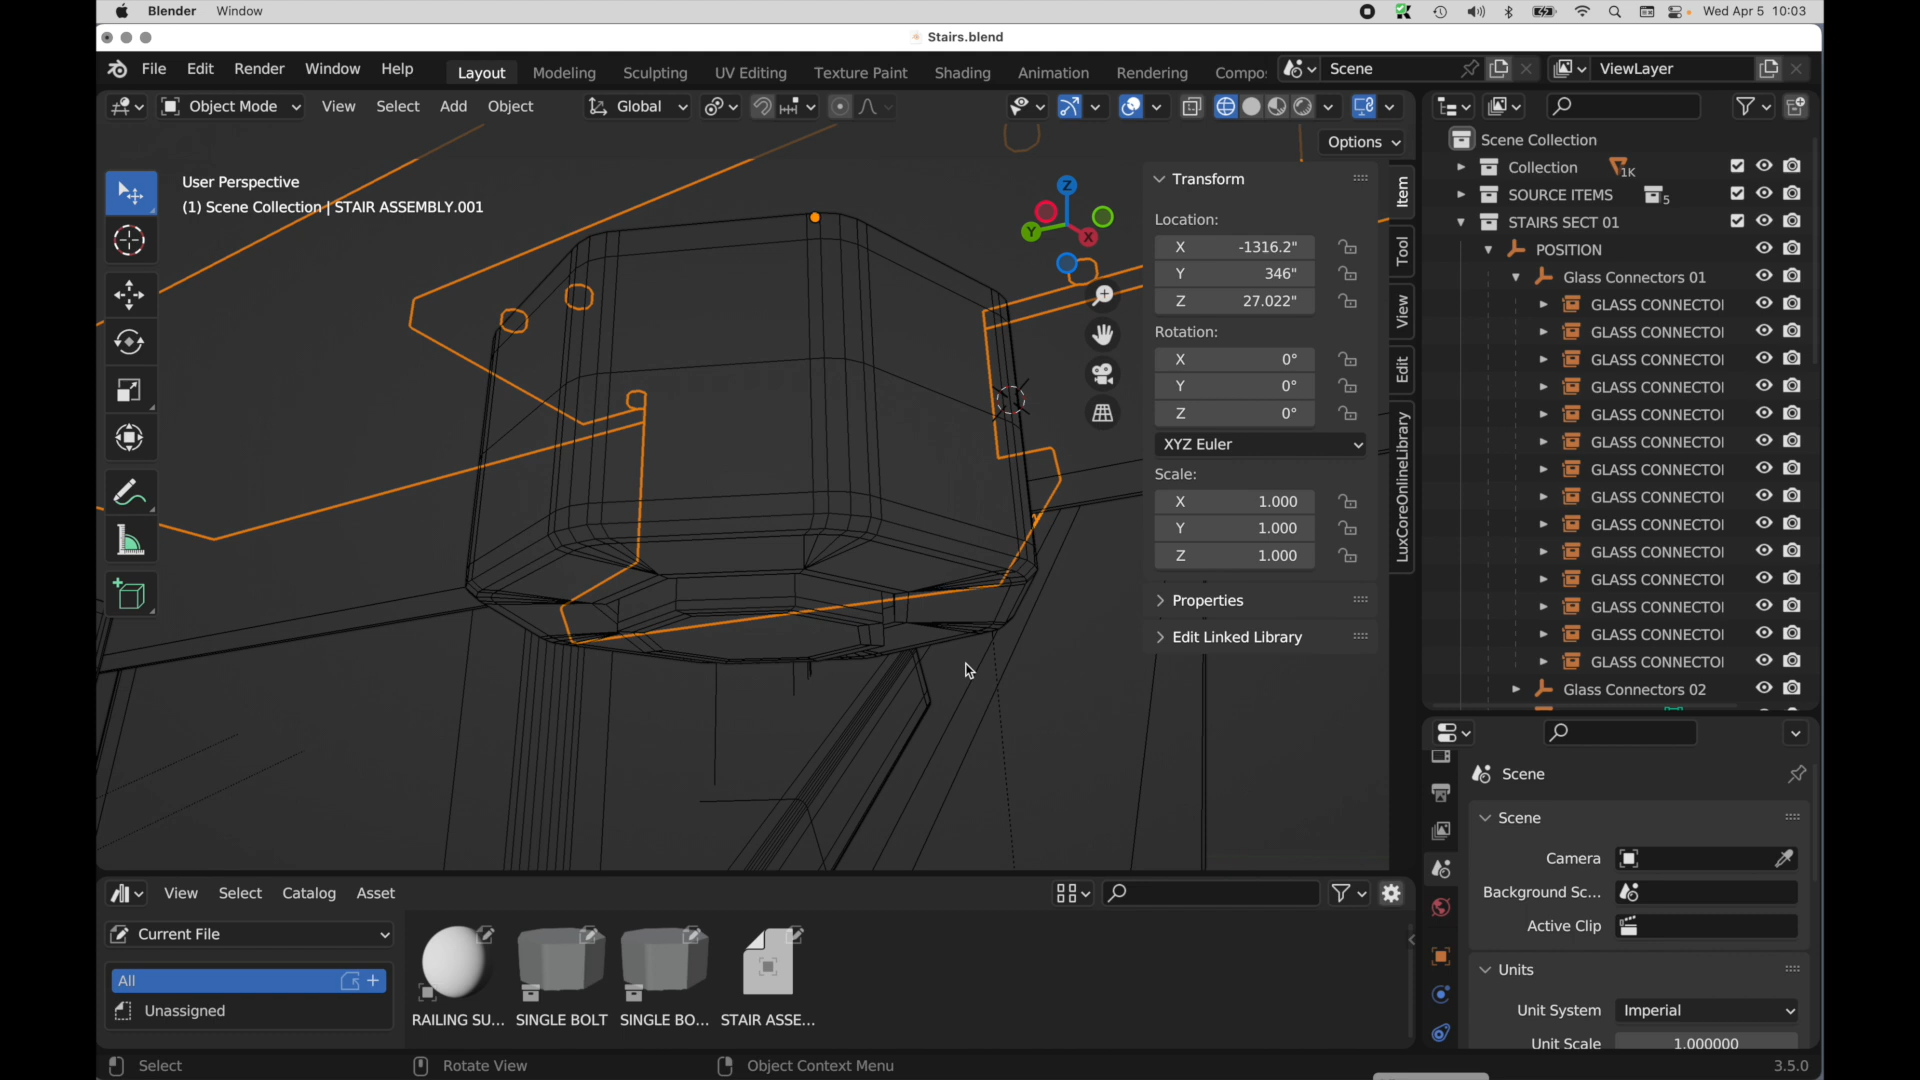 Blender Window Wed Apr 5 10:03
Stairs.blend
File Edit Render Window Help Layout Modeling Sculpting UV Editing Texture Paint Shading Animation Rendering Compo: Scene ViewLayer
Object Mode View Select Add Object Global
Options
User Perspective
(1) Scene Collection | STAIR ASSEMBLY.001
Z
Y
X
Transform
Location:
X -1316.2"
Y 346"
Z 27.022"
Rotation:
X 0°
Y 0°
Z 0°
XYZ Euler
Scale:
X 1.000
Y 1.000
Z 1.000
Properties
Edit Linked Library
Item
Tool
View
Edit
LuxCoreOnlineLibrary
Scene Collection
Collection 1K
SOURCE ITEMS 5
STAIRS SECT 01
POSITION
Glass Connectors 01
GLASS CONNECTOI
GLASS CONNECTOI
GLASS CONNECTOI
GLASS CONNECTOI
GLASS CONNECTOI
GLASS CONNECTOI
GLASS CONNECTOI
GLASS CONNECTOI
GLASS CONNECTOI
GLASS CONNECTOI
GLASS CONNECTOI
GLASS CONNECTOI
GLASS CONNECTOI
GLASS CONNECTOI
Glass Connectors 02
Scene
Scene
Camera
Background Sc...
Active Clip
Units
Unit System Imperial
Unit Scale 1.000000
View Select Catalog Asset
Current File
All
Unassigned
RAILING SU... SINGLE BOLT SINGLE BO... STAIR ASSE...
Select Rotate View Object Context Menu 3.5.0